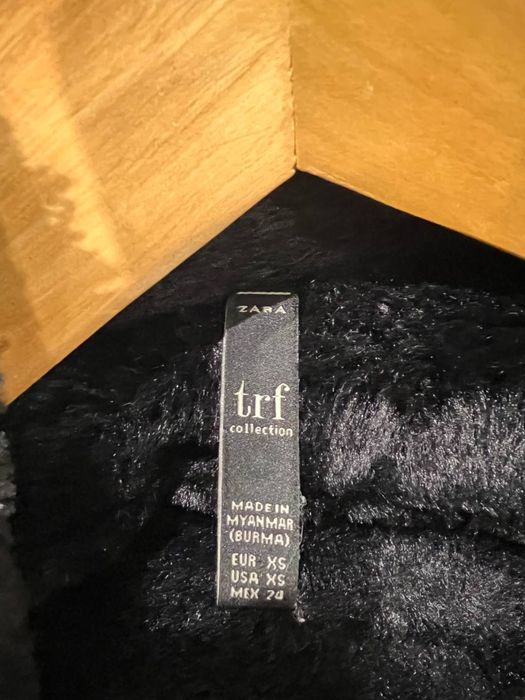 ZARA
trf
collection
MADE IN
MYANMAR
(BURMA)
EUR XS
USA XS
MEX 24